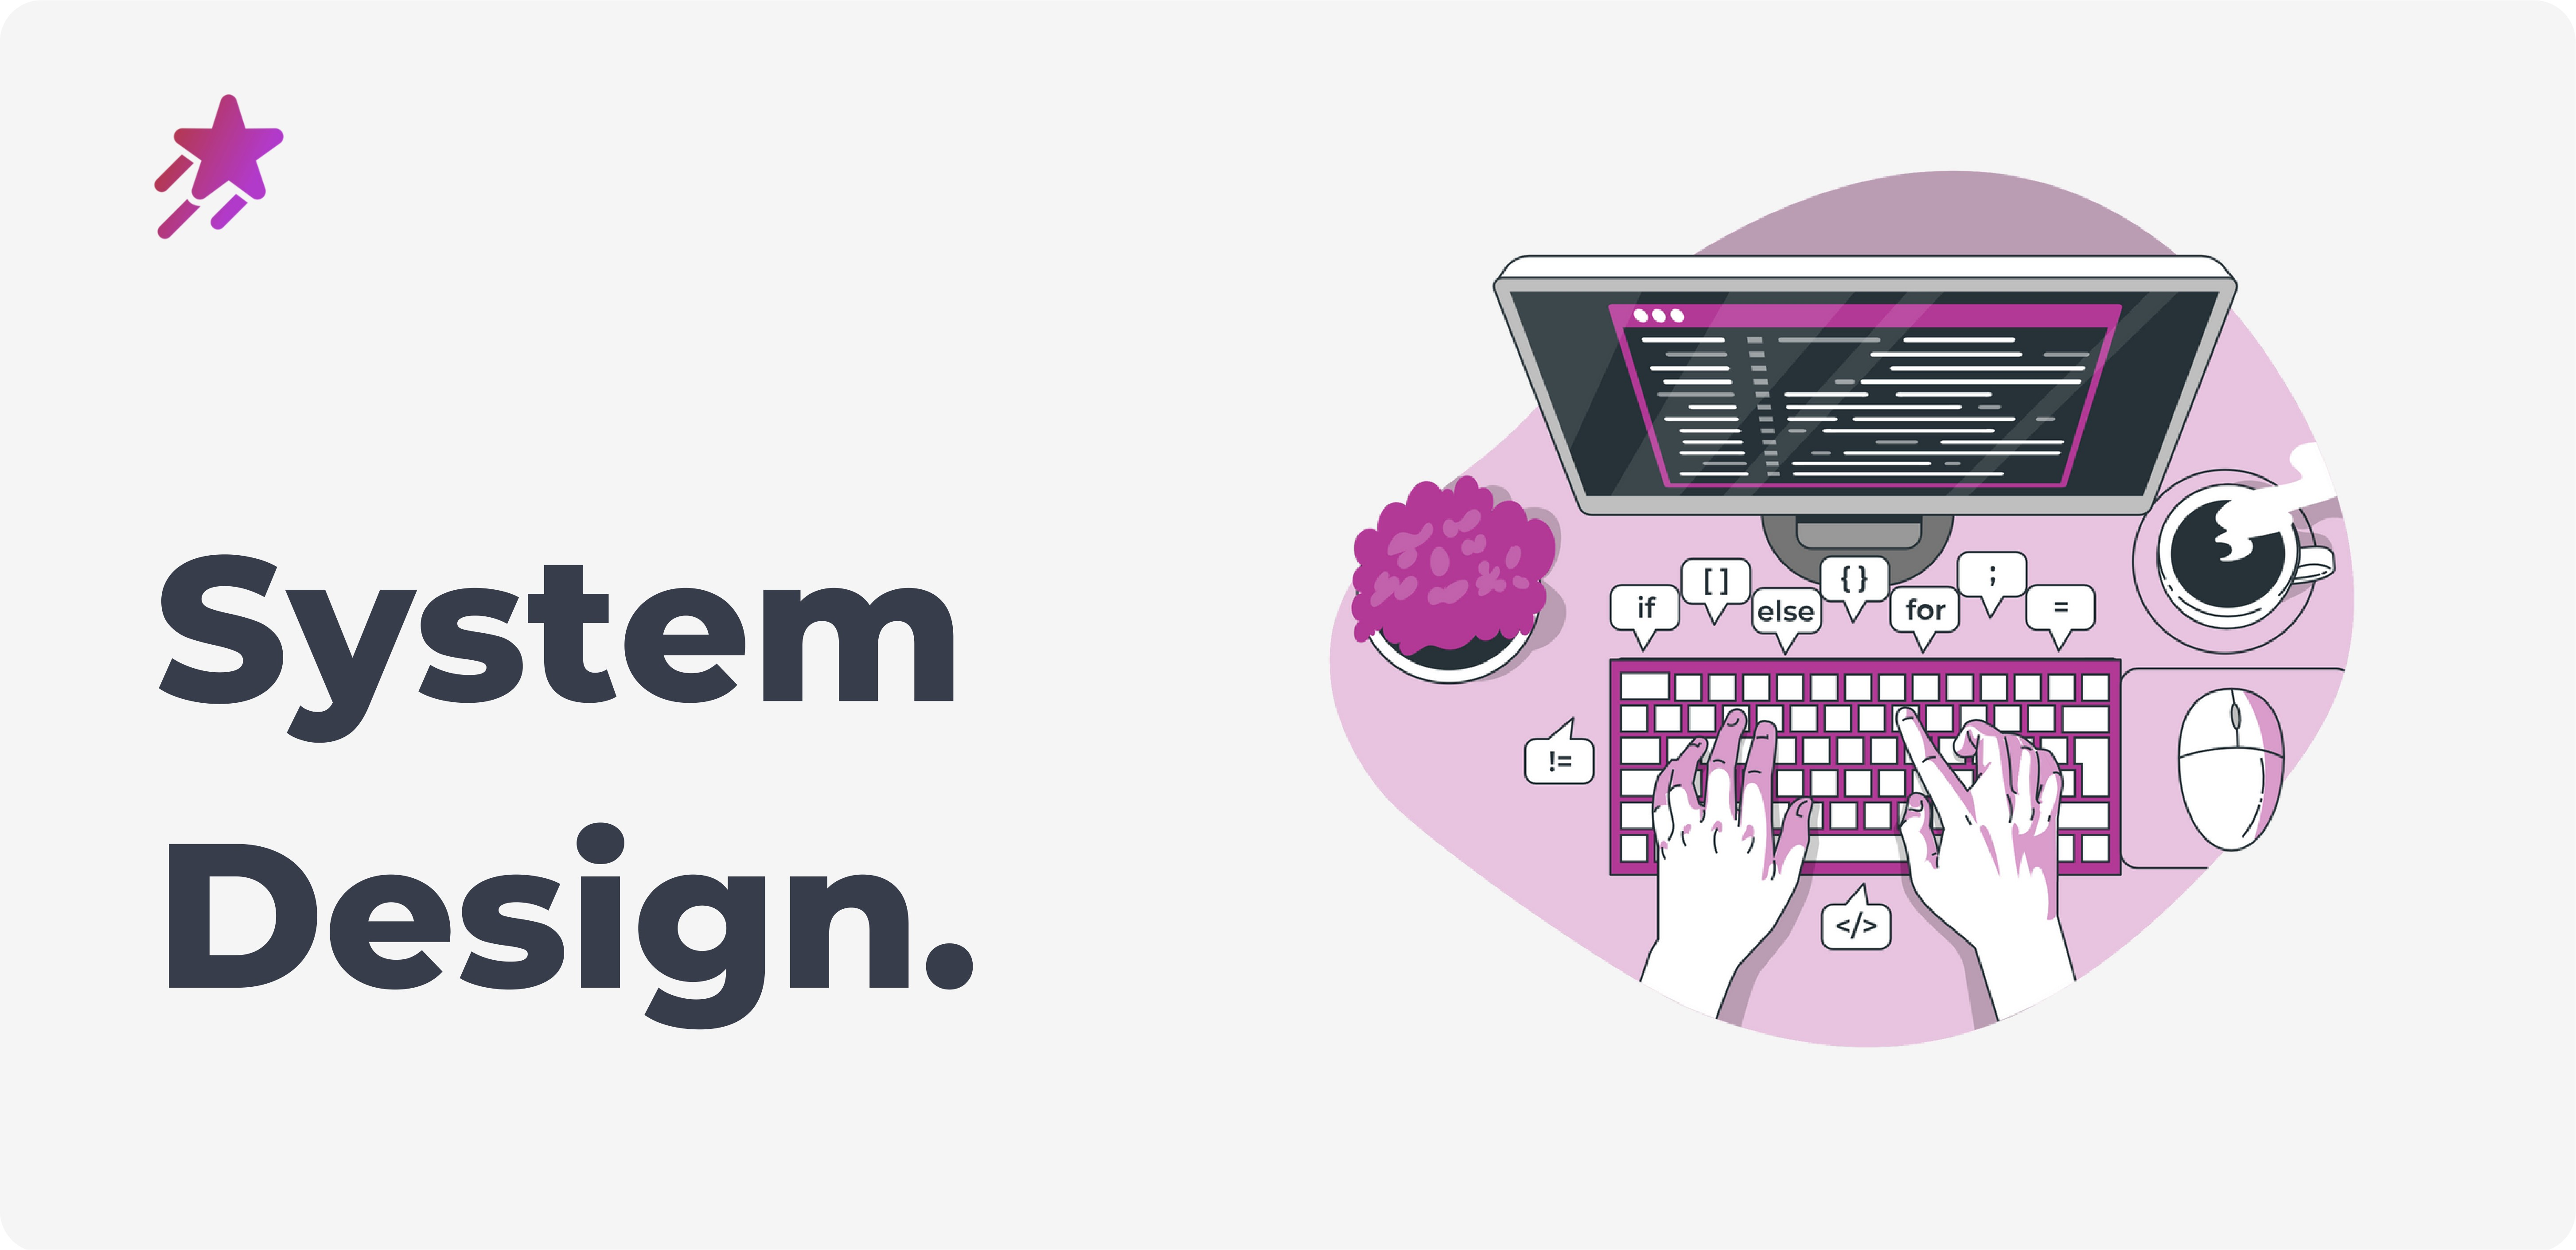 System
Design.
if
[ ]
else
{ }
for
;
=
!=
</>